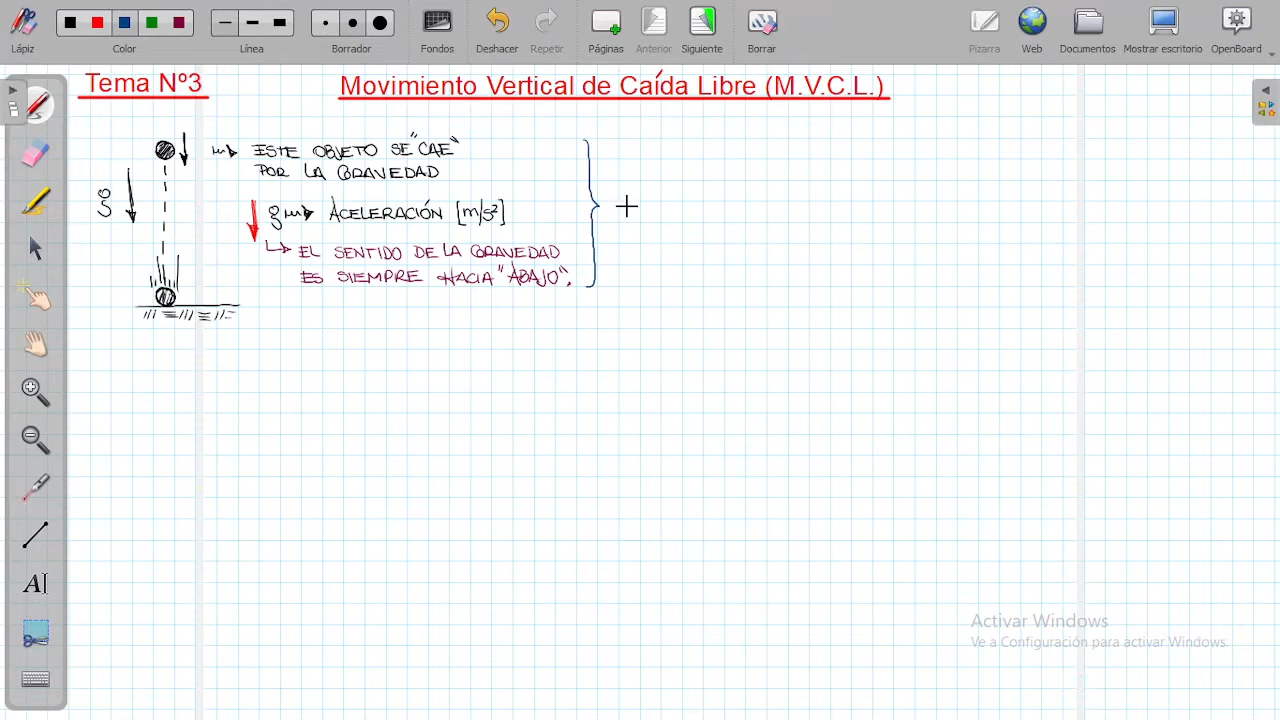 Lápiz
Color
Línea
Borrador
Fondos
Deshacer
Repetir
Páginas
Anterior
Siguiente
Borrar
Pizarra
Web
Documentos
Mostrar escritorio
OpenBoard
Tema Nº3
Movimiento Vertical de Caída Libre (M.V.C.L.)
ESTE OBJETO SE "CAE"
POR LA GRAVEDAD
g
g ACELERACIÓN [m/s²]
EL SENTIDO DE LA GRAVEDAD
ES SIEMPRE HACIA "ABAJO".
AI
Activar Windows
Ve a Configuración para activar Windows.